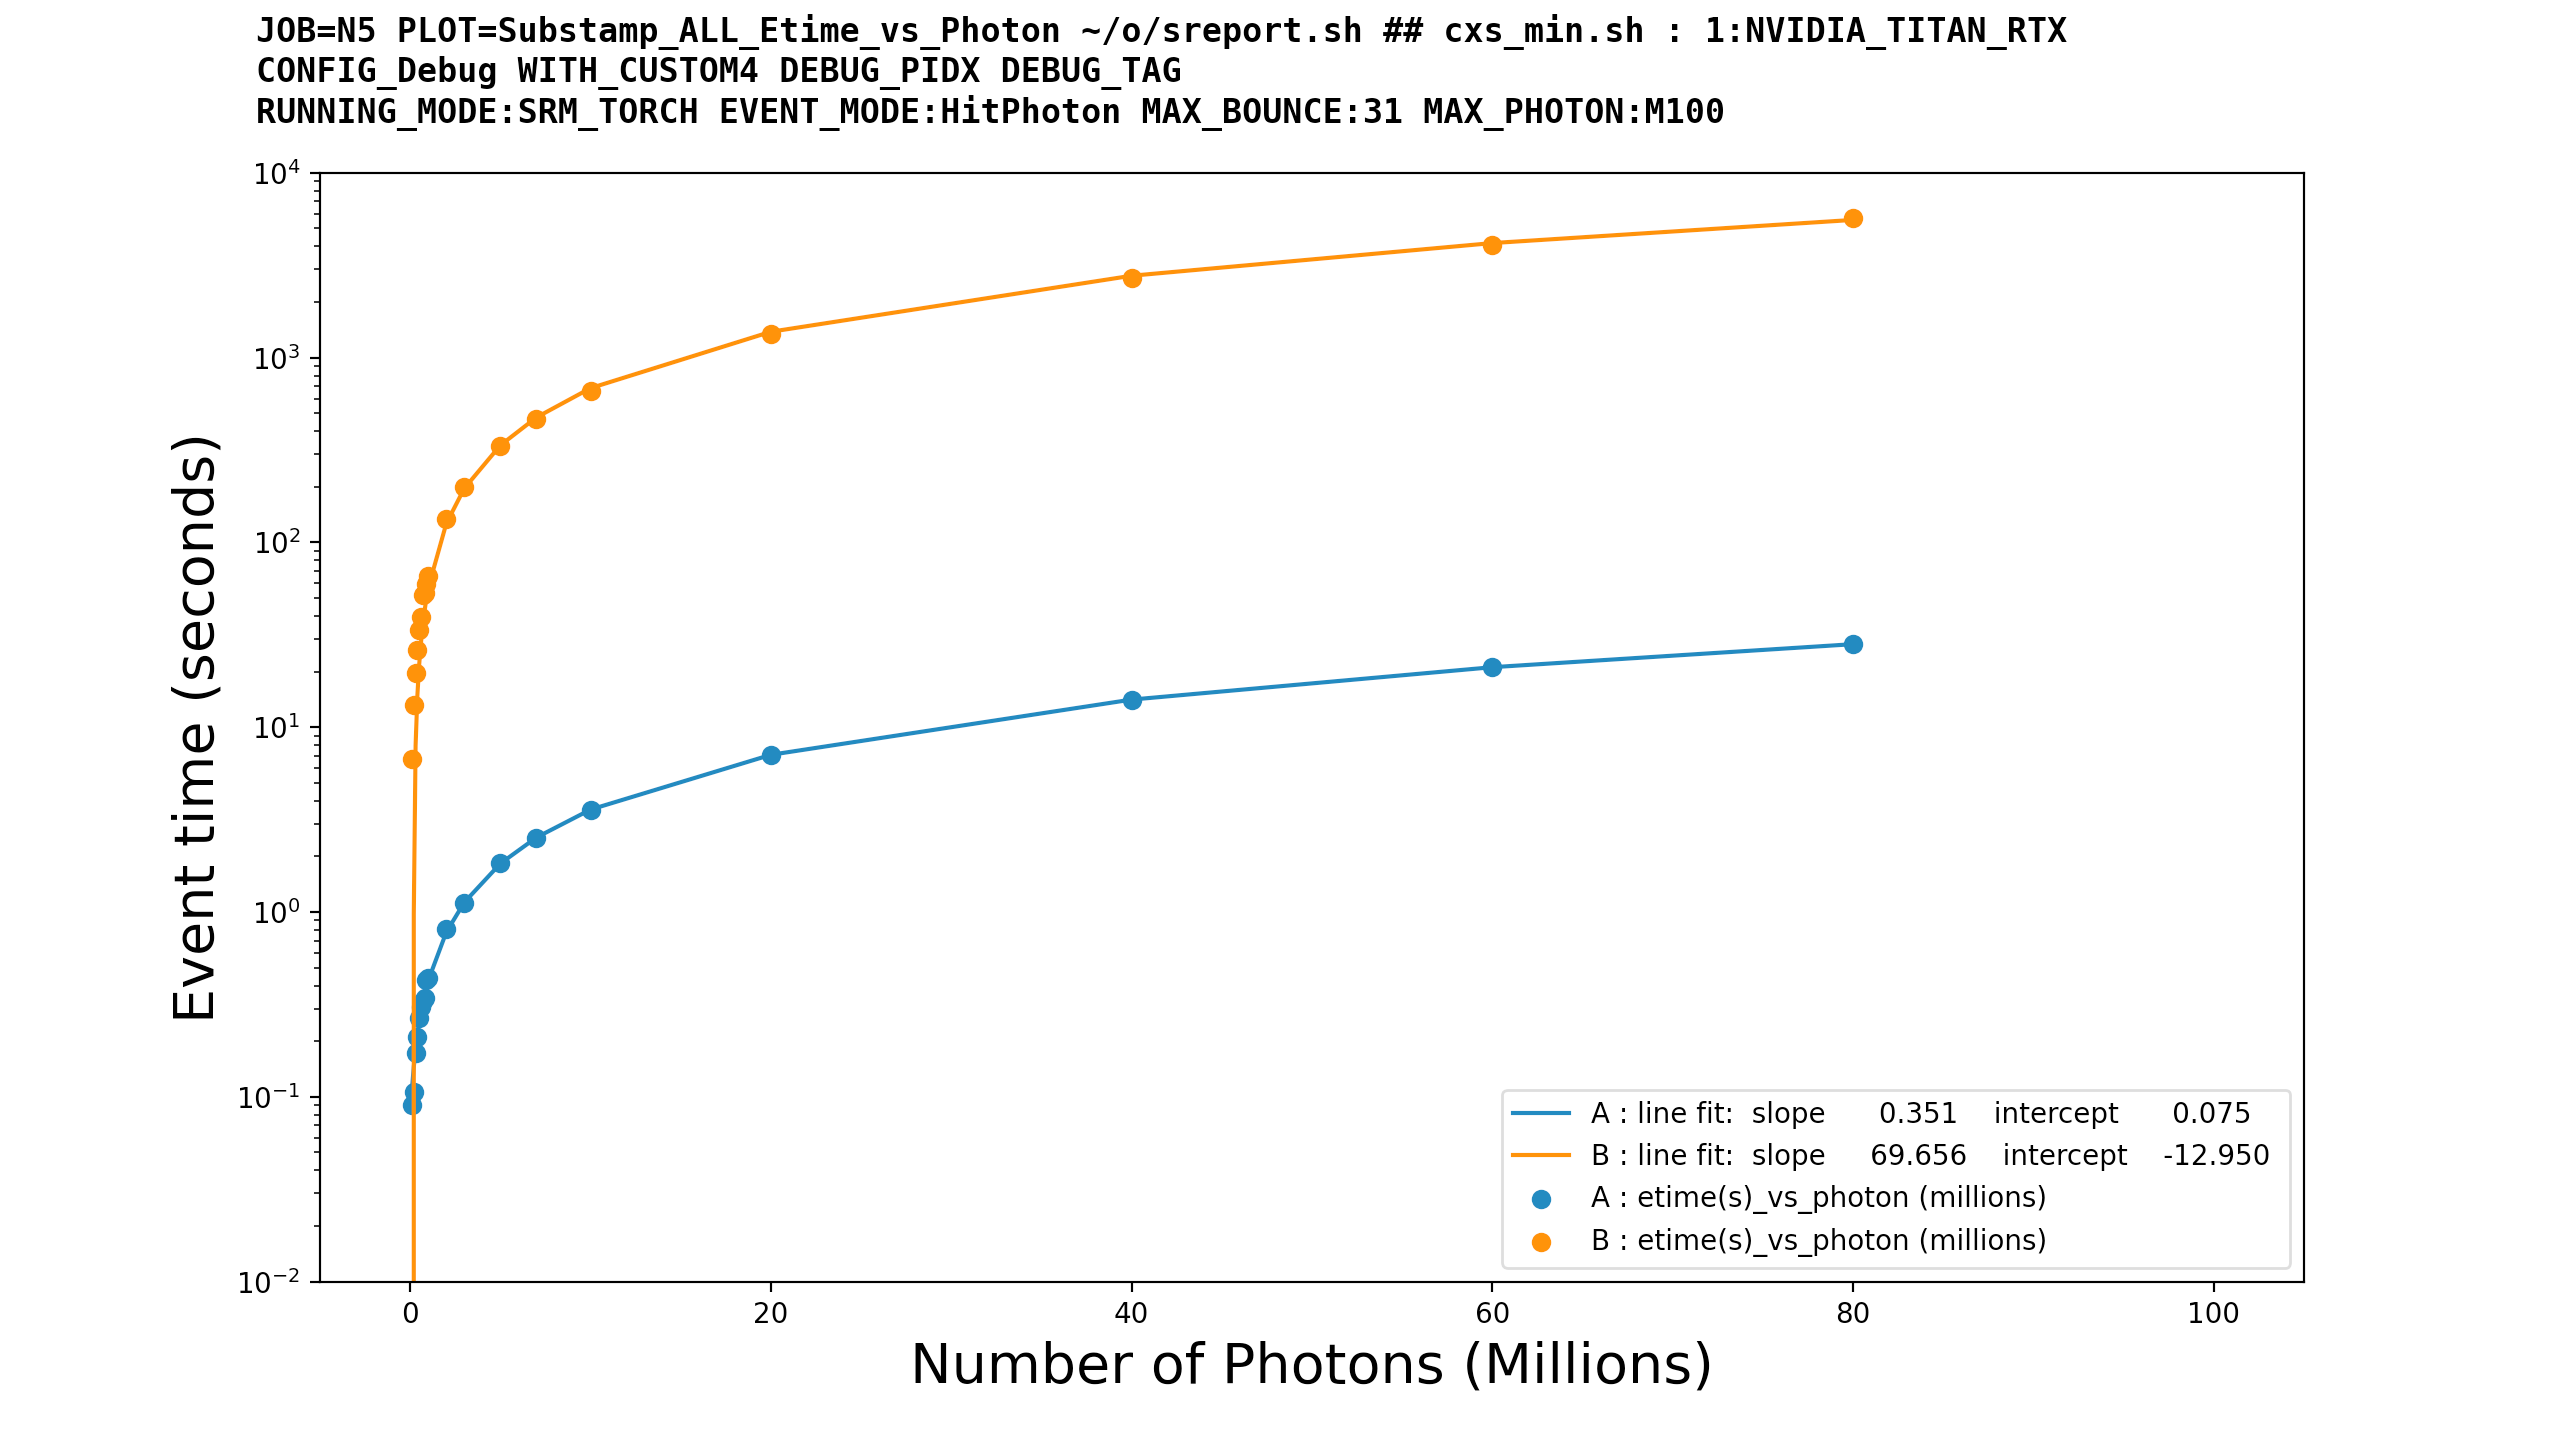 JOB=N5 PLOT=Substamp_ALL_Etime_vs_Photon ~/o/sreport.sh ## cxs_min.sh : 1:NVIDIA_TITAN_RTX
CONFIG_Debug WITH_CUSTOM4 DEBUG_PIDX DEBUG_TAG
RUNNING_MODE:SRM_TORCH EVENT_MODE:HitPhoton MAX_BOUNCE:31 MAX_PHOTON:M100
Event time (seconds)
10⁴
10³
10²
10¹
10⁰
10⁻¹
10⁻²
A : line fit: slope 0.351 intercept 0.075
B : line fit: slope 69.656 intercept -12.950
A : etime(s)_vs_photon (millions)
B : etime(s)_vs_photon (millions)
0 20 40 60 80 100
Number of Photons (Millions)